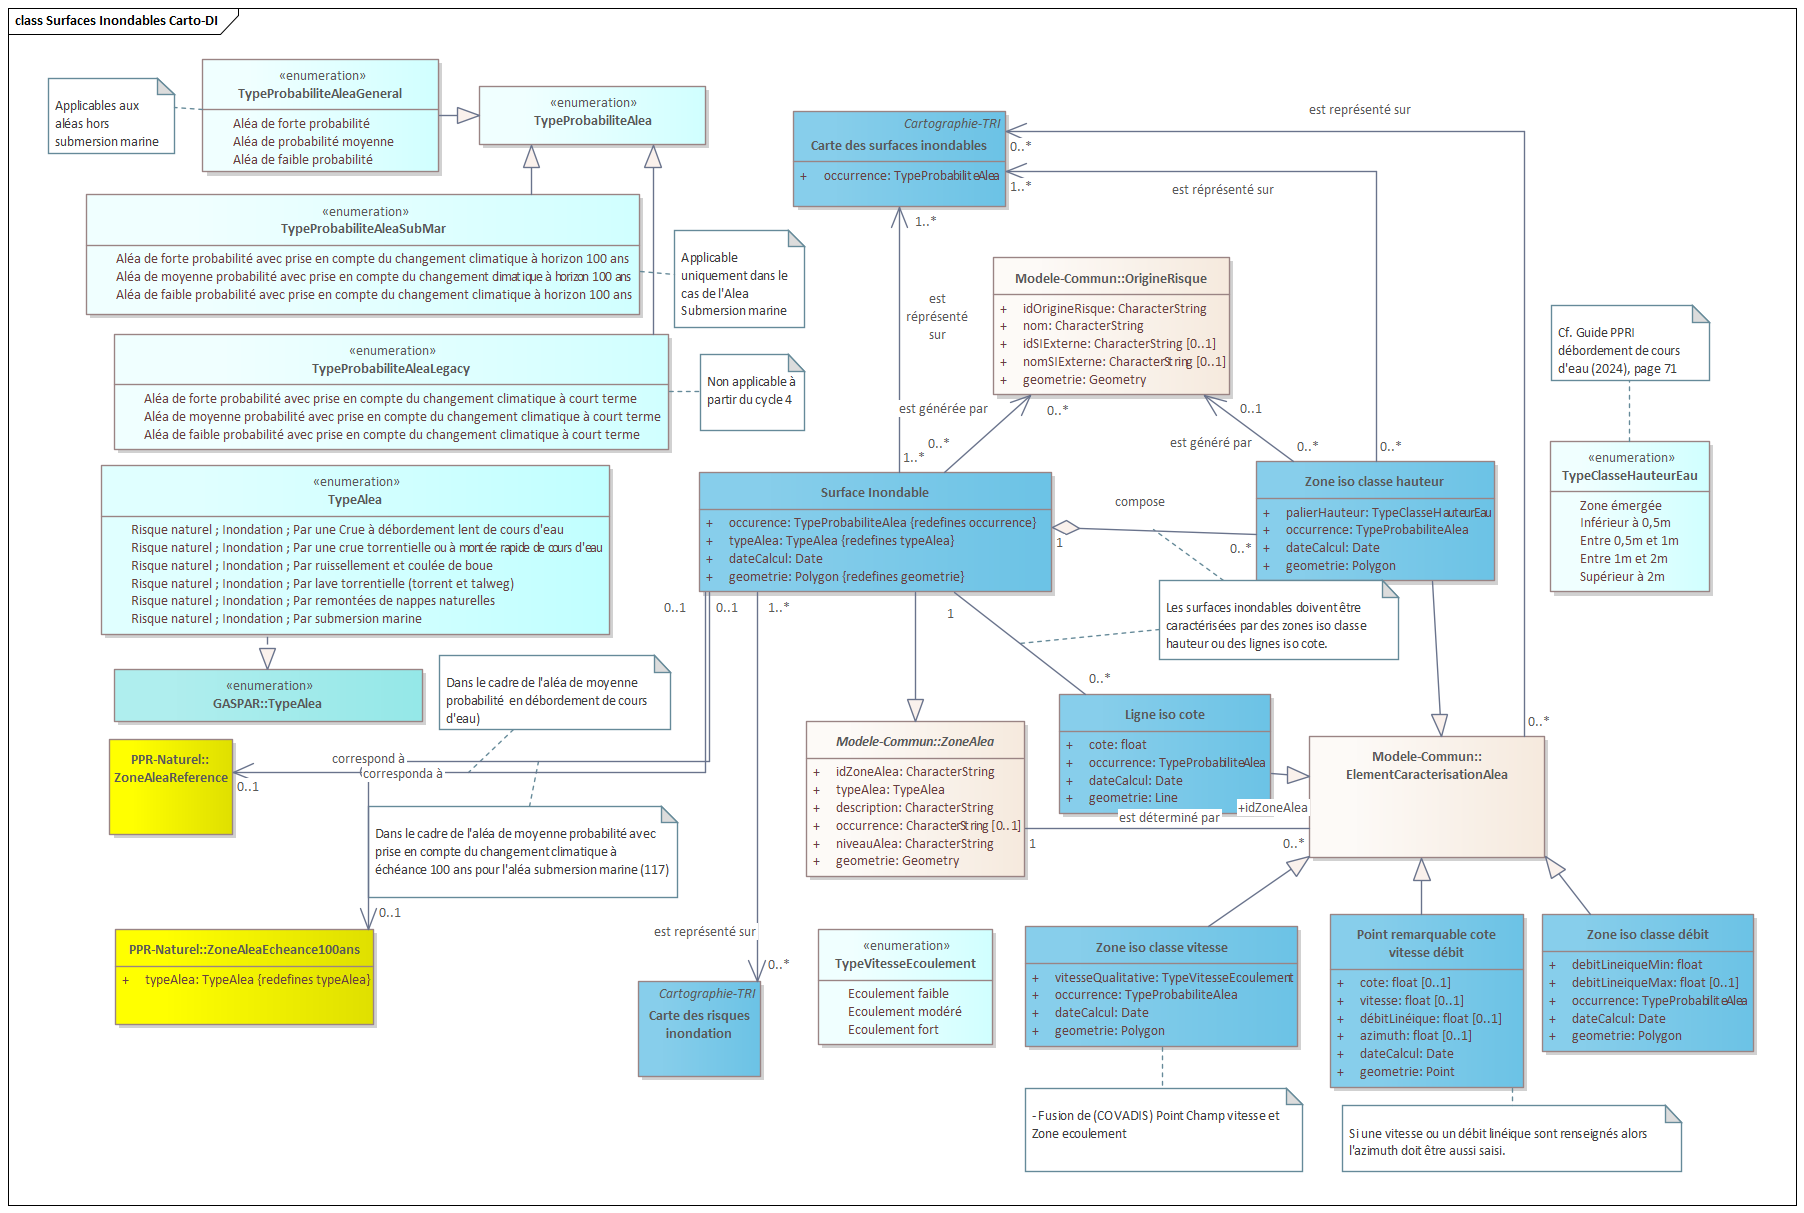 class Surfaces Inondables Carto-DI
Applicables aux
aléas hors
submersion marine
«enumeration»
TypeProbabiliteAleaGeneral
Aléa de forte probabilité
Aléa de probabilité moyenne
Aléa de faible probabilité
«enumeration»
TypeProbabiliteAlea
«enumeration»
TypeProbabiliteAleaSubMar
Aléa de forte probabilité avec prise en compte du changement climatique à horizon 100 ans
Aléa de moyenne probabilité avec prise en compte du changement climatique à horizon 100 ans
Aléa de faible probabilité avec prise en compte du changement climatique à horizon 100 ans
Applicable
uniquement dans le
cas de l'Alea
Submersion marine
«enumeration»
TypeProbabiliteAleaLegacy
Aléa de forte probabilité avec prise en compte du changement climatique à court terme
Aléa de moyenne probabilité avec prise en compte du changement climatique à court terme
Aléa de faible probabilité avec prise en compte du changement climatique à court terme
Non applicable à
partir du cycle 4
«enumeration»
TypeAlea
Risque naturel ; Inondation ; Par une Crue à débordement lent de cours d'eau
Risque naturel ; Inondation ; Par une crue torrentielle ou à montée rapide de cours d'eau
Risque naturel ; Inondation ; Par ruissellement et coulée de boue
Risque naturel ; Inondation ; Par lave torrentielle (torrent et talweg)
Risque naturel ; Inondation ; Par remontées de nappes naturelles
Risque naturel ; Inondation ; Par submersion marine
«enumeration»
GASPAR::TypeAlea
Cartographie-TRI
Carte des surfaces inondables
+ occurrence: TypeProbabiliteAlea
est représenté sur
0..*
1..*
est réprésenté sur
1..*
est
réprésenté
sur
Modele-Commun::OrigineRisque
+ idOrigineRisque: CharacterString
+ nom: CharacterString
+ idSIExterne: CharacterString [0..1]
+ nomSIExterne: CharacterString [0..1]
+ geometrie: Geometry
est générée par
0..*
0..*
1..*
0..1
est généré par
0..*
0..*
Cf. Guide PPRI
débordement de cours
d'eau (2024), page 71
«enumeration»
TypeClasseHauteurEau
Zone émergée
Inférieur à 0,5m
Entre 0,5m et 1m
Entre 1m et 2m
Supérieur à 2m
Surface Inondable
+ occurence: TypeProbabiliteAlea {redefines occurrence}
+ typeAlea: TypeAlea {redefines typeAlea}
+ dateCalcul: Date
+ geometrie: Polygon {redefines geometrie}
compose
1
0..*
Zone iso classe hauteur
+ palierHauteur: TypeClasseHauteurEau
+ occurrence: TypeProbabiliteAlea
+ dateCalcul: Date
+ geometrie: Polygon
Les surfaces inondables doivent être
caractérisées par des zones iso classe
hauteur ou des lignes iso cote.
0..1
0..1
1..*
1
0..*
Dans le cadre de l'aléa de moyenne
probabilité en débordement de cours
d'eau)
PPR-Naturel::
ZoneAleaReference
correspond à
corresponda à
0..1
Dans le cadre de l'aléa de moyenne probabilité avec
prise en compte du changement climatique à
échéance 100 ans pour l'aléa submersion marine (117)
0..1
PPR-Naturel::ZoneAleaEcheance100ans
+ typeAlea: TypeAlea {redefines typeAlea}
Modele-Commun::ZoneAlea
+ idZoneAlea: CharacterString
+ typeAlea: TypeAlea
+ description: CharacterString
+ occurrence: CharacterString [0..1]
+ niveauAlea: CharacterString
+ geometrie: Geometry
Ligne iso cote
+ cote: float
+ occurrence: TypeProbabiliteAlea
+ dateCalcul: Date
+ geometrie: Line
0..*
Modele-Commun::
ElementCaracterisationAlea
+idZoneAlea
est déterminé par
1
0..*
est représenté sur
0..*
Cartographie-TRI
Carte des risques
inondation
«enumeration»
TypeVitesseEcoulement
Ecoulement faible
Ecoulement modéré
Ecoulement fort
Zone iso classe vitesse
+ vitesseQualitative: TypeVitesseEcoulement
+ occurrence: TypeProbabiliteAlea
+ dateCalcul: Date
+ geometrie: Polygon
Point remarquable cote
vitesse débit
+ cote: float [0..1]
+ vitesse: float [0..1]
+ débitLinéique: float [0..1]
+ azimuth: float [0..1]
+ dateCalcul: Date
+ geometrie: Point
Zone iso classe débit
+ debitLineiqueMin: float
+ debitLineiqueMax: float [0..1]
+ occurrence: TypeProbabiliteAlea
+ dateCalcul: Date
+ geometrie: Polygon
- Fusion de (COVADIS) Point Champ vitesse et
Zone ecoulement
Si une vitesse ou un débit linéique sont renseignés alors
l'azimuth doit être aussi saisi.